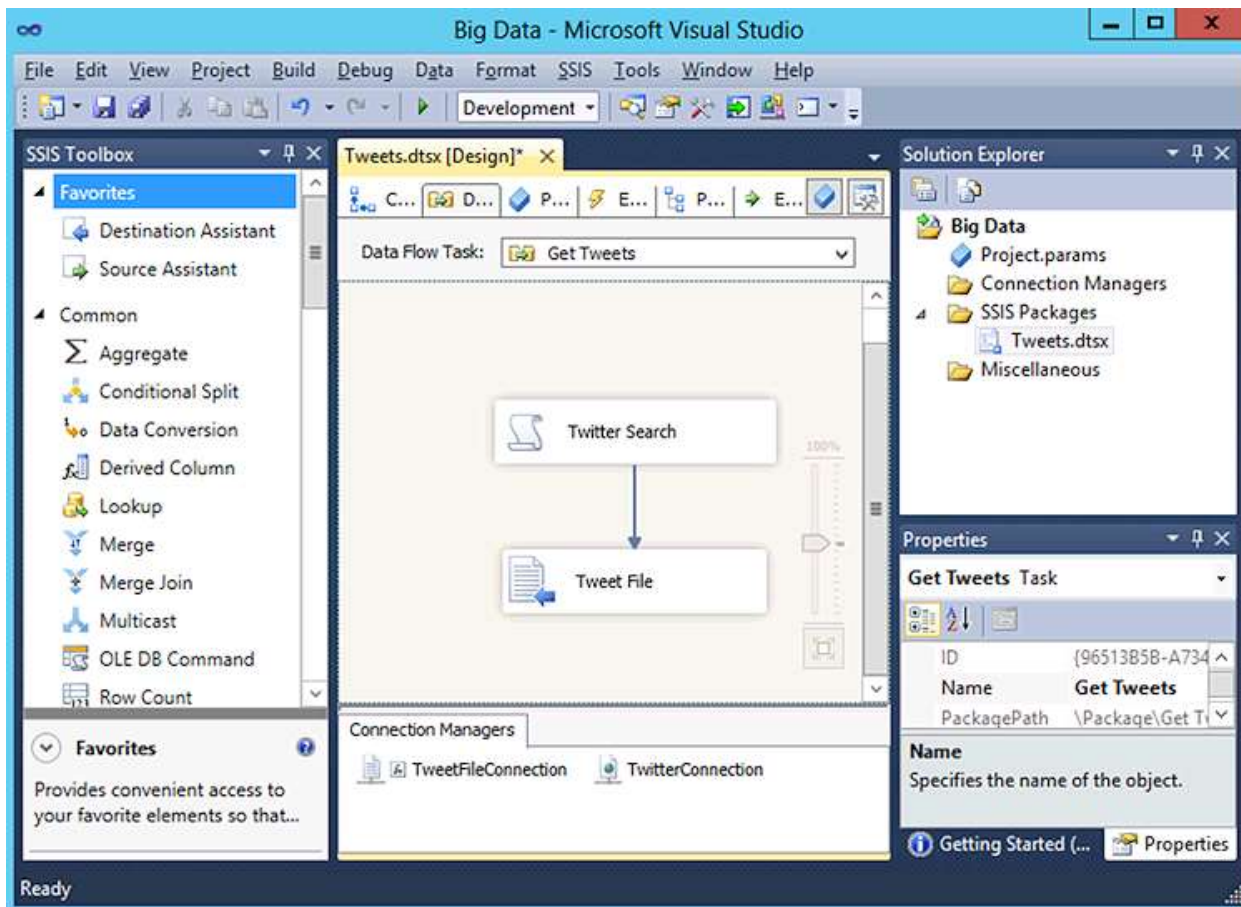 Big Data - Microsoft Visual Studio
File Edit View Project Build Debug Data Format SSIS Tools Window Help
Development
SSIS Toolbox
Favorites
Destination Assistant
Source Assistant
Common
Aggregate
Conditional Split
Data Conversion
Derived Column
Lookup
Merge
Merge Join
Multicast
OLE DB Command
Row Count
Favorites
Provides convenient access to
your favorite elements so that...
Tweets.dtsx [Design]*
C... D... P... E... P... E...
Data Flow Task: Get Tweets
Twitter Search
Tweet File
100%
Connection Managers
TweetFileConnection TwitterConnection
Solution Explorer
Big Data
Project.params
Connection Managers
SSIS Packages
Tweets.dtsx
Miscellaneous
Properties
Get Tweets Task
ID {96513B5B-A734
Name Get Tweets
PackagePath \Package\Get T
Name
Specifies the name of the object.
Getting Started (... Properties
Ready